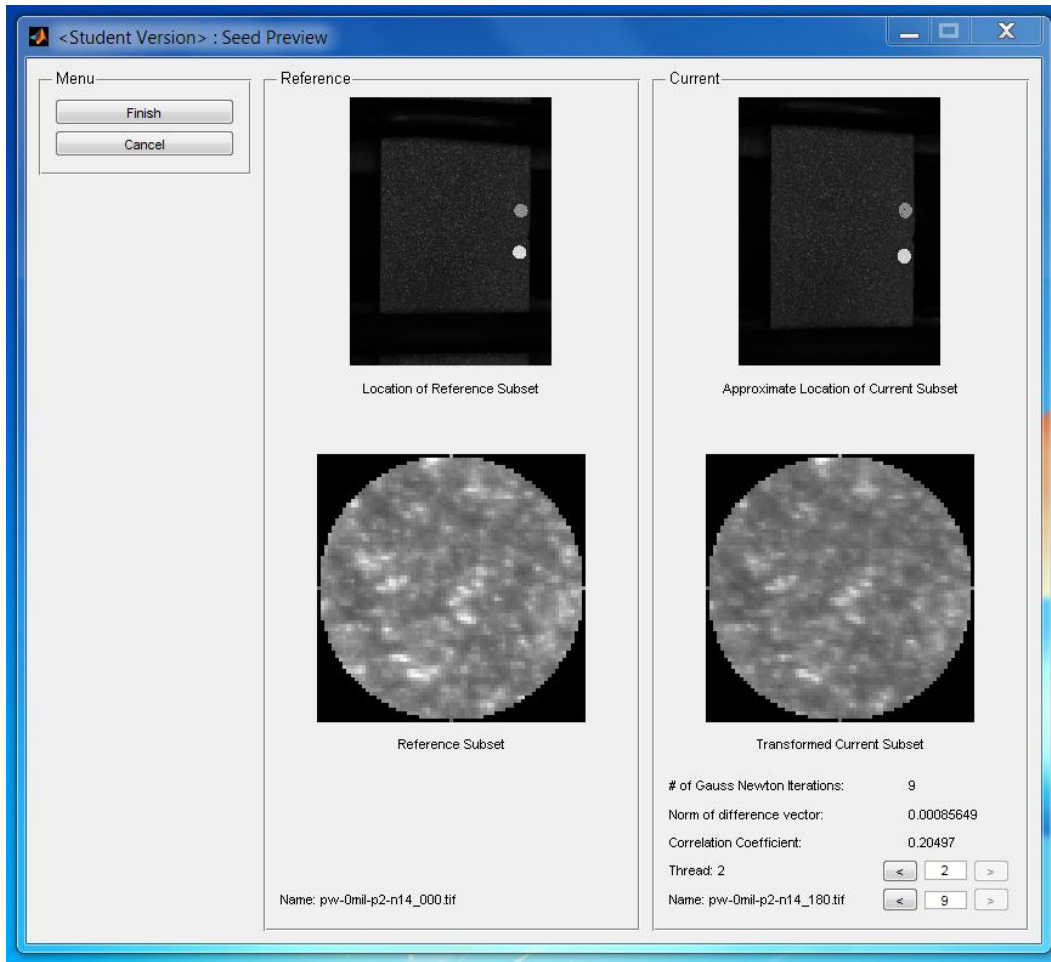 <Student Version> : Seed Preview
Menu
Finish
Cancel
Reference
Location of Reference Subset
Reference Subset
Name: pw-0mil-p2-n14_000.tif
Current
Approximate Location of Current Subset
Transformed Current Subset
# of Gauss Newton Iterations: 9
Norm of difference vector: 0.00085649
Correlation Coefficient: 0.20497
Thread: 2 < 2 >
Name: pw-0mil-p2-n14_180.tif < 9 >